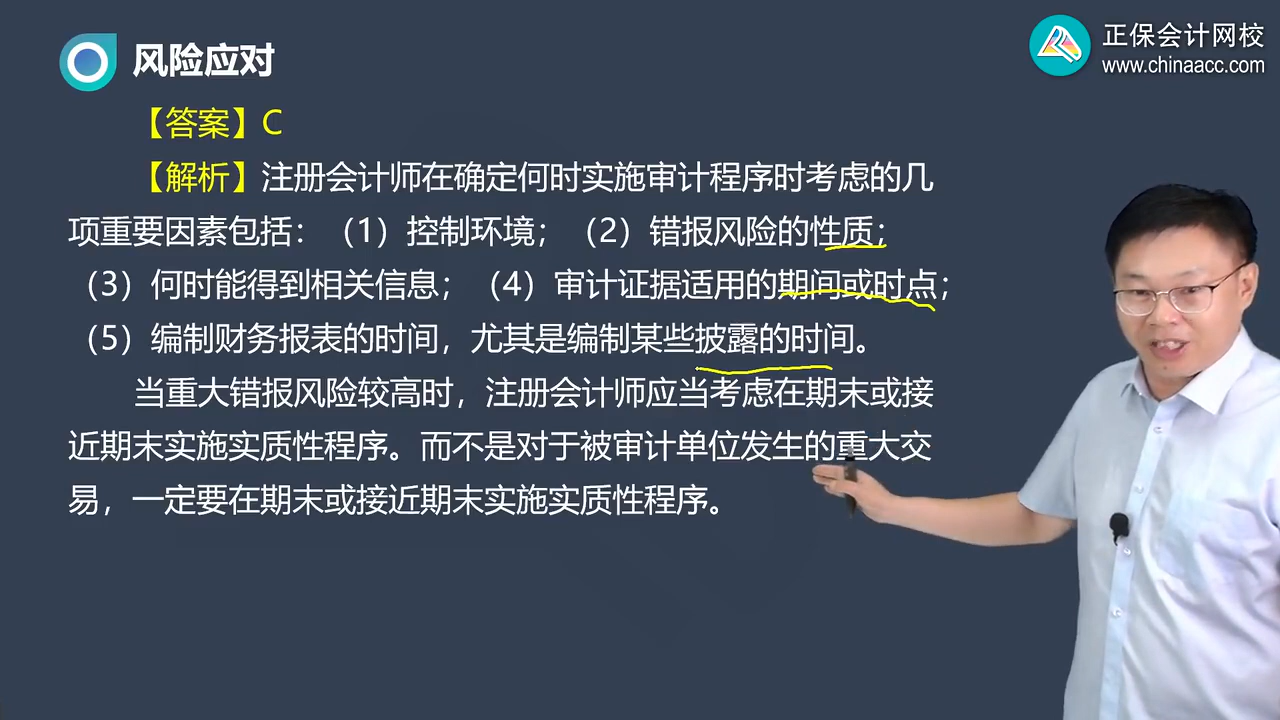 风险应对
正保会计网校
www.chinaacc.com
【答案】C
【解析】注册会计师在确定何时实施审计程序时考虑的几
项重要因素包括：（1）控制环境；（2）错报风险的性质；
（3）何时能得到相关信息；（4）审计证据适用的期间或时点；
（5）编制财务报表的时间，尤其是编制某些披露的时间。
当重大错报风险较高时，注册会计师应当考虑在期末或接
近期末实施实质性程序。而不是对于被审计单位发生的重大交
易，一定要在期末或接近期末实施实质性程序。